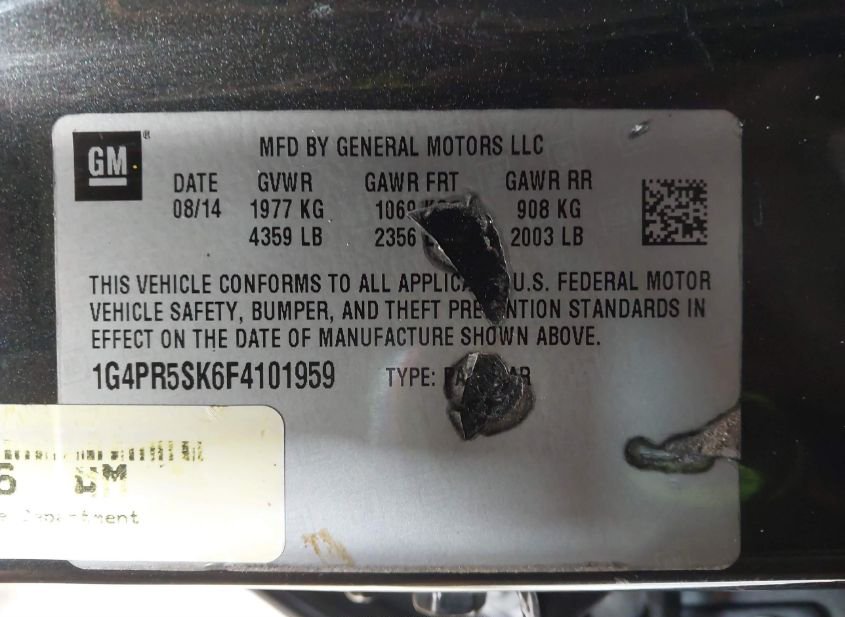 GM
MFD BY GENERAL MOTORS LLC
DATE GVWR GAWR FRT GAWR RR
08/14 1977 KG 1069 908 KG
4359 LB 2356 2003 LB
THIS VEHICLE CONFORMS TO ALL U.S. FEDERAL MOTOR
VEHICLE SAFETY, BUMPER, AND THEFT STANDARDS IN
EFFECT ON THE DATE OF MANUFACTURE SHOWN ABOVE.
1G4PR5SK6F4101959 TYPE: